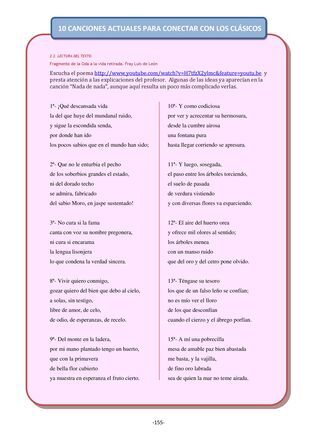 10 CANCIONES ACTUALES PARA CONECTAR CON LOS CLÁSICOS
2.2. LECTURA DEL TEXTO
Fragmento de la Oda a la vida retirada. Fray Luis de León
Escucha el poema y
presta atención a las explicaciones del profesor. Algunas de las ideas ya aparecían en la
canción "Nada de nada", aunque aquí resulta un poco más complicado verlas.
1ª- ¡Qué descansada vida
la del que huye del mundanal ruido,
y sigue la escondida senda,
por donde han ido
los pocos sabios que en el mundo han sido;
2ª- Que no le enturbia el pecho
de los soberbios grandes el estado,
ni del dorado techo
se admira, fabricado
del sabio Moro, en jaspe sustentado!
3ª- No cura si la fama
canta con voz su nombre pregonera,
ni cura si encarama
la lengua lisonjera
lo que condena la verdad sincera.
8ª- Vivir quiero conmigo,
gozar quiero del bien que debo al cielo,
a solas, sin testigo,
libre de amor, de celo,
de odio, de esperanzas, de recelo.
9ª- Del monte en la ladera,
por mi mano plantado tengo un huerto,
que con la primavera
de bella flor cubierto
ya muestra en esperanza el fruto cierto.
10ª- Y como codiciosa
por ver y acrecentar su hermosura,
desde la cumbre airosa
una fontana pura
hasta llegar corriendo se apresura.
11ª- Y luego, sosegada,
el paso entre los árboles torciendo,
el suelo de pasada
de verdura vistiendo
y con diversas flores va esparciendo.
12ª- El aire del huerto orea
y ofrece mil olores al sentido;
los árboles menea
con un manso ruido
que del oro y del cetro pone olvido.
13ª- Téngase su tesoro
los que de un falso leño se confían;
no es mío ver el lloro
de los que desconfían
cuando el cierzo y el ábrego porfían.
15ª- A mí una pobrecilla
mesa de amable paz bien abastada
me basta, y la vajilla,
de fino oro labrada
sea de quien la mar no teme airada.
-155-